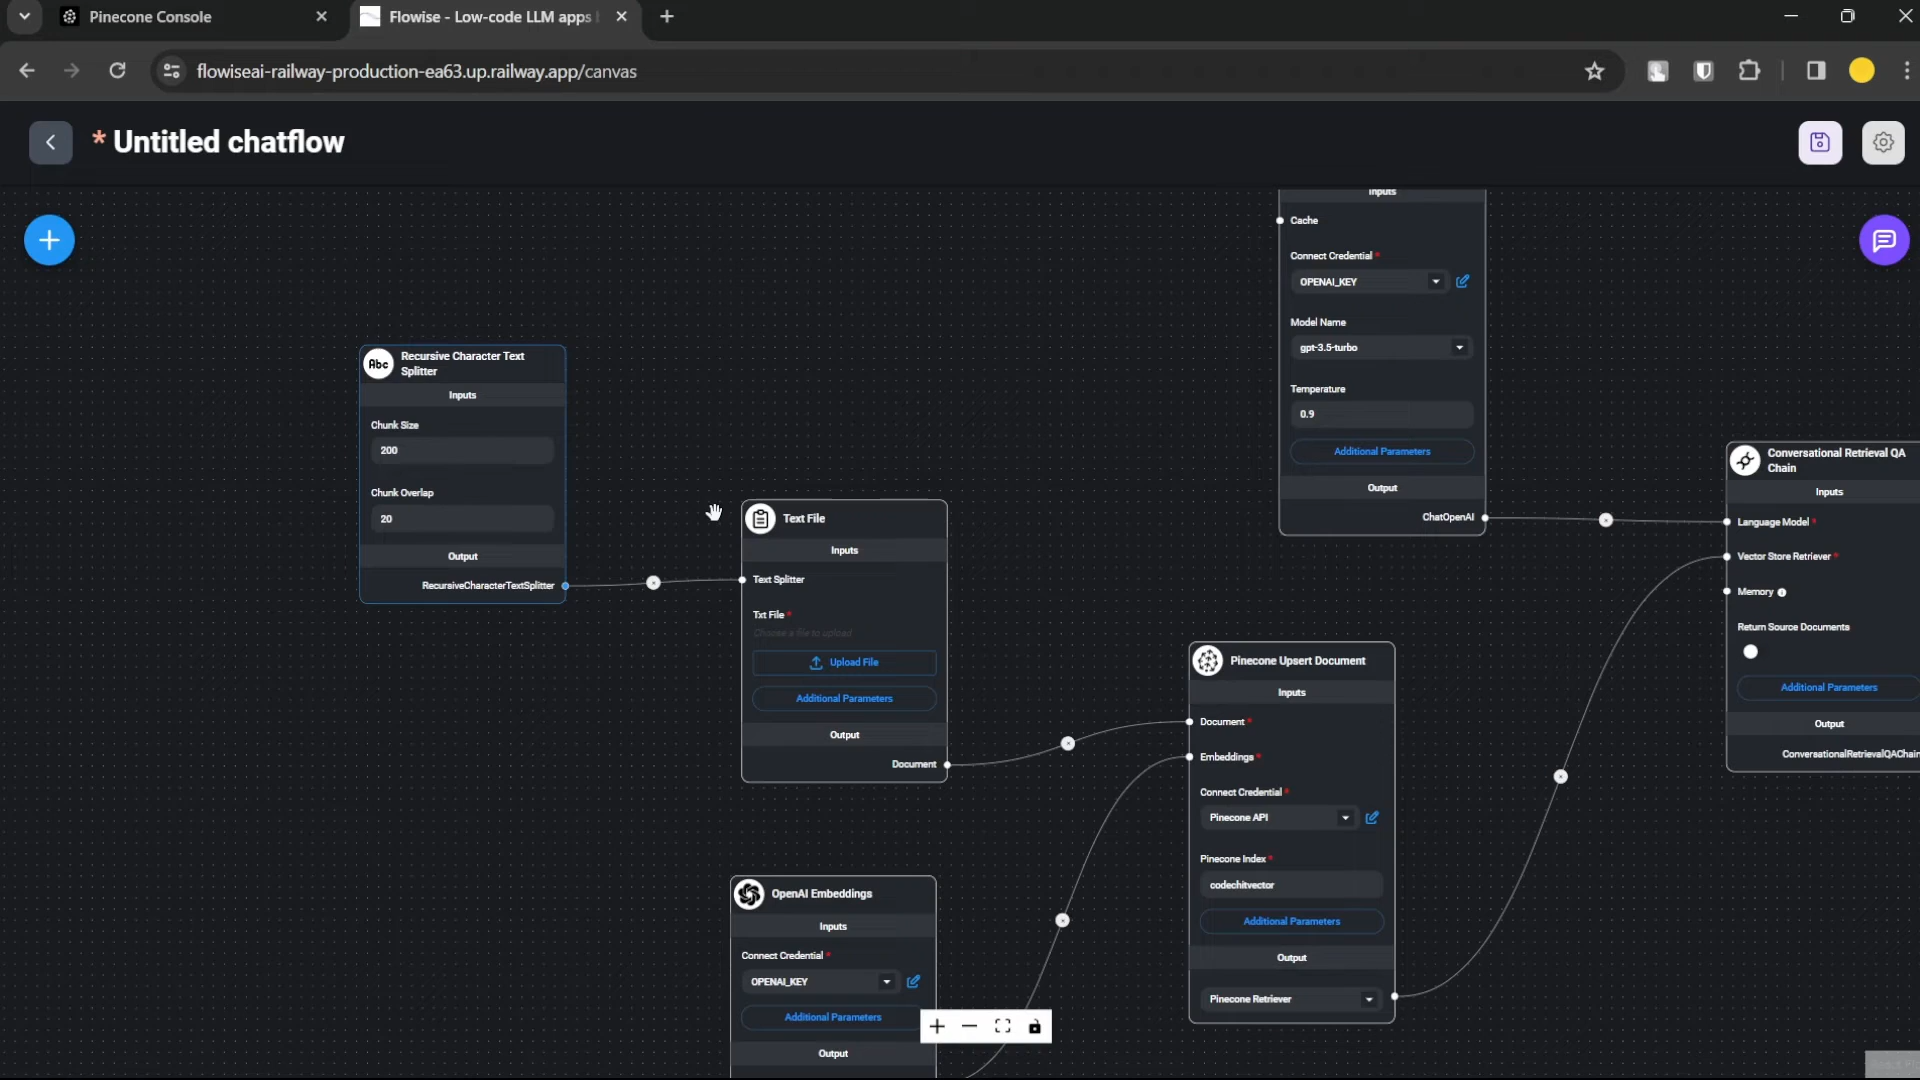 Pinecone Console
Flowise - Low-code LLM apps
flowiseai-railway-production-ea63.up.railway.app/canvas
* Untitled chatflow
Inputs
Cache
Connect Credential *
OPENAI_KEY
Model Name
gpt-3.5-turbo
Temperature
0.9
Additional Parameters
Output
ChatOpenAI
Abc
Recursive Character Text
Splitter
Inputs
Chunk Size
200
Chunk Overlap
20
Output
RecursiveCharacterTextSplitter
Text File
Inputs
Text Splitter
Txt File *
Choose a file to upload
Upload File
Additional Parameters
Output
Document
Conversational Retrieval QA
Chain
Inputs
Language Model *
Vector Store Retriever *
Memory
Return Source Documents
Additional Parameters
Output
ConversationalRetrievalQAChain
Pinecone Upsert Document
Inputs
Document *
Embeddings *
Connect Credential *
Pinecone API
Pinecone Index *
codechitvector
Additional Parameters
Output
Pinecone Retriever
OpenAI Embeddings
Inputs
Connect Credential *
OPENAI_KEY
Additional Parameters
Output